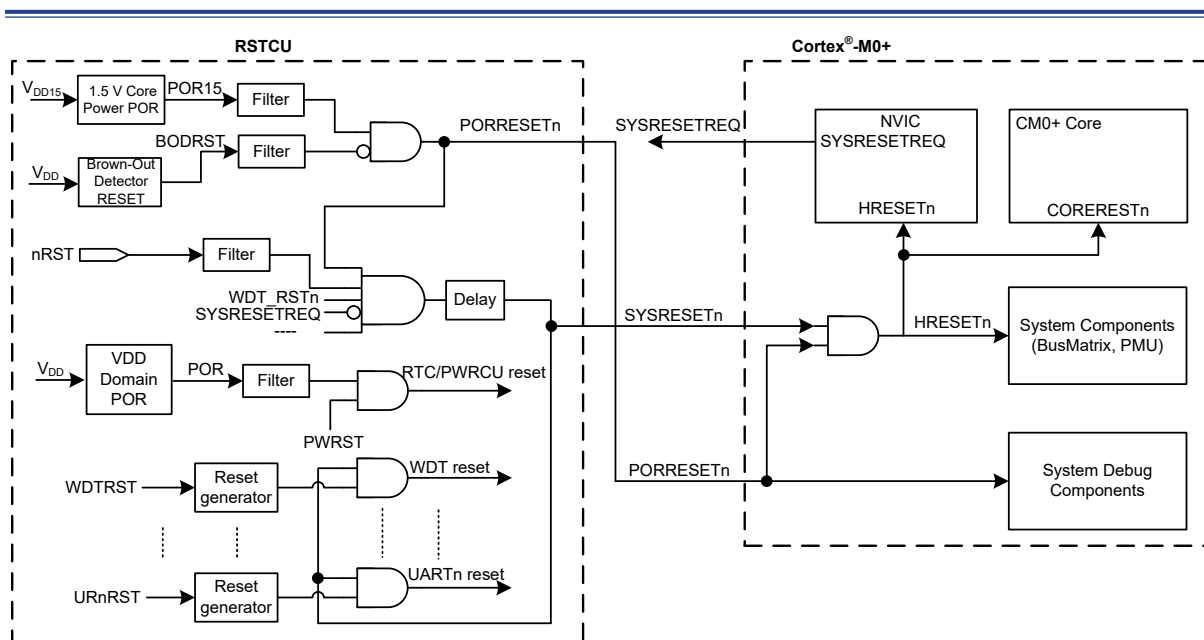 RSTCU
Cortex®-M0+
VDD15
1.5 V Core
Power POR
POR15
Filter
BODRST
Filter
VDD
Brown-Out
Detector
RESET
PORRESETn
SYSRESETREQ
NVIC
SYSRESETREQ
HRESETn
CM0+ Core
CORERESTn
nRST
Filter
WDT_RSTn
SYSRESETREQ
----
Delay
SYSRESETn
HRESETn
System Components
(BusMatrix, PMU)
VDD
VDD
Domain
POR
POR
Filter
RTC/PWRCU reset
PWRST
WDTRST
Reset
generator
WDT reset
PORRESETn
System Debug
Components
URnRST
Reset
generator
UARTn reset